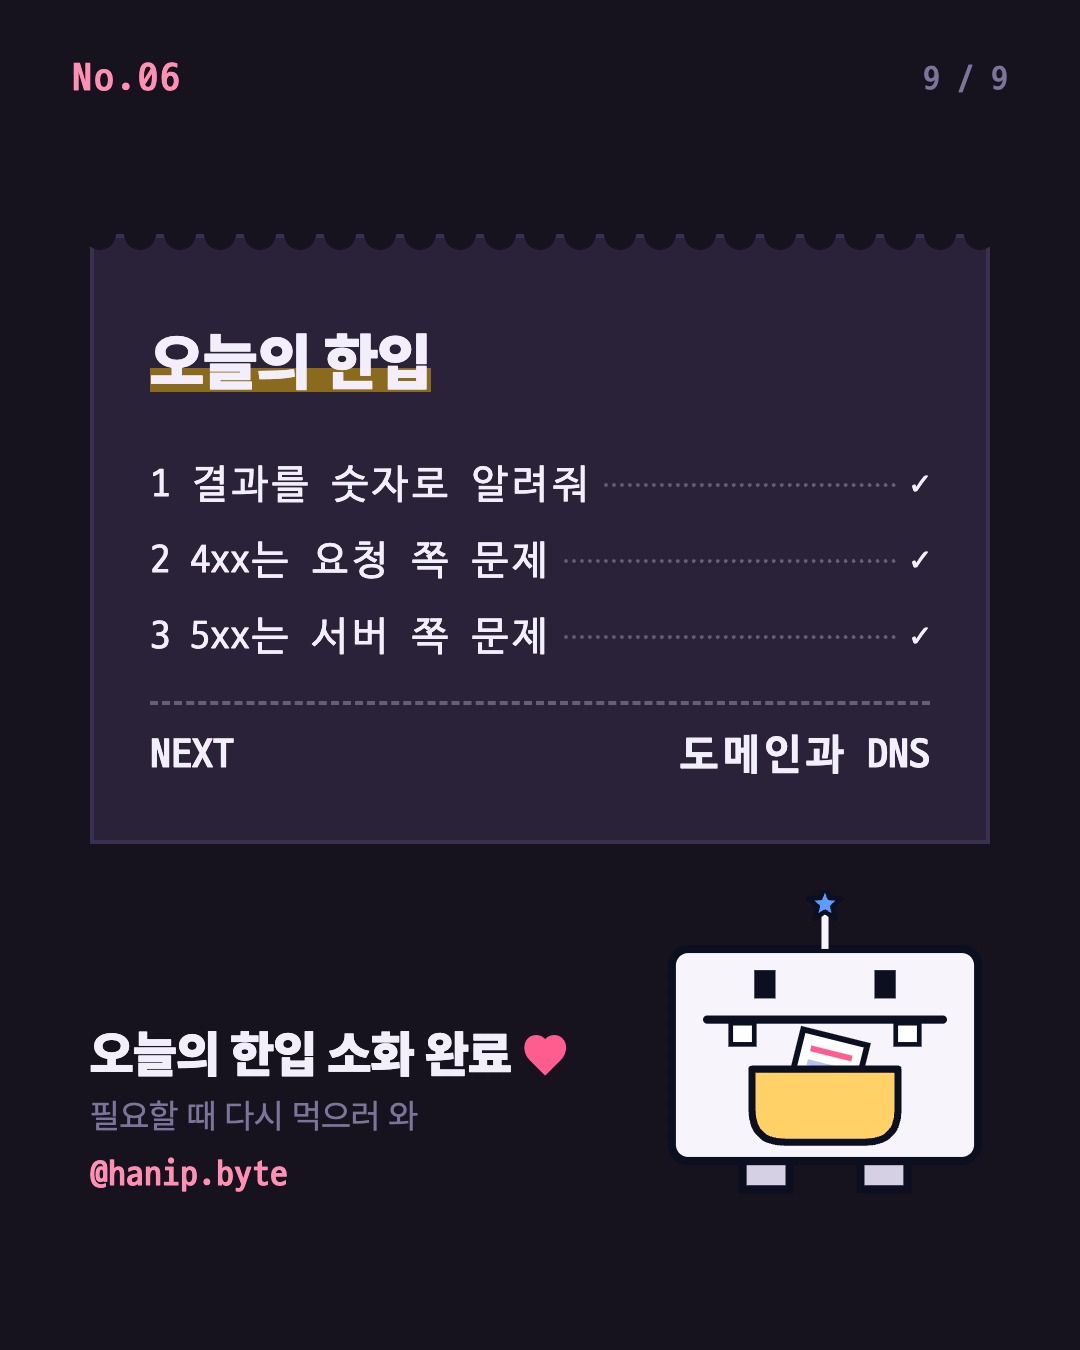 No.06
9 / 9
오늘의 한입
1 결과를 숫자로 알려줘 ✓
2 4xx는 요청 쪽 문제 ✓
3 5xx는 서버 쪽 문제 ✓
NEXT 도메인과 DNS
오늘의 한입 소화 완료
필요할 때 다시 먹으러 와
@hanip.byte